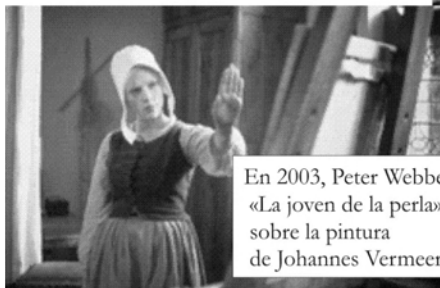 En 2003, Peter Webbe
«La joven de la perla»
sobre la pintura
de Johannes Vermeer